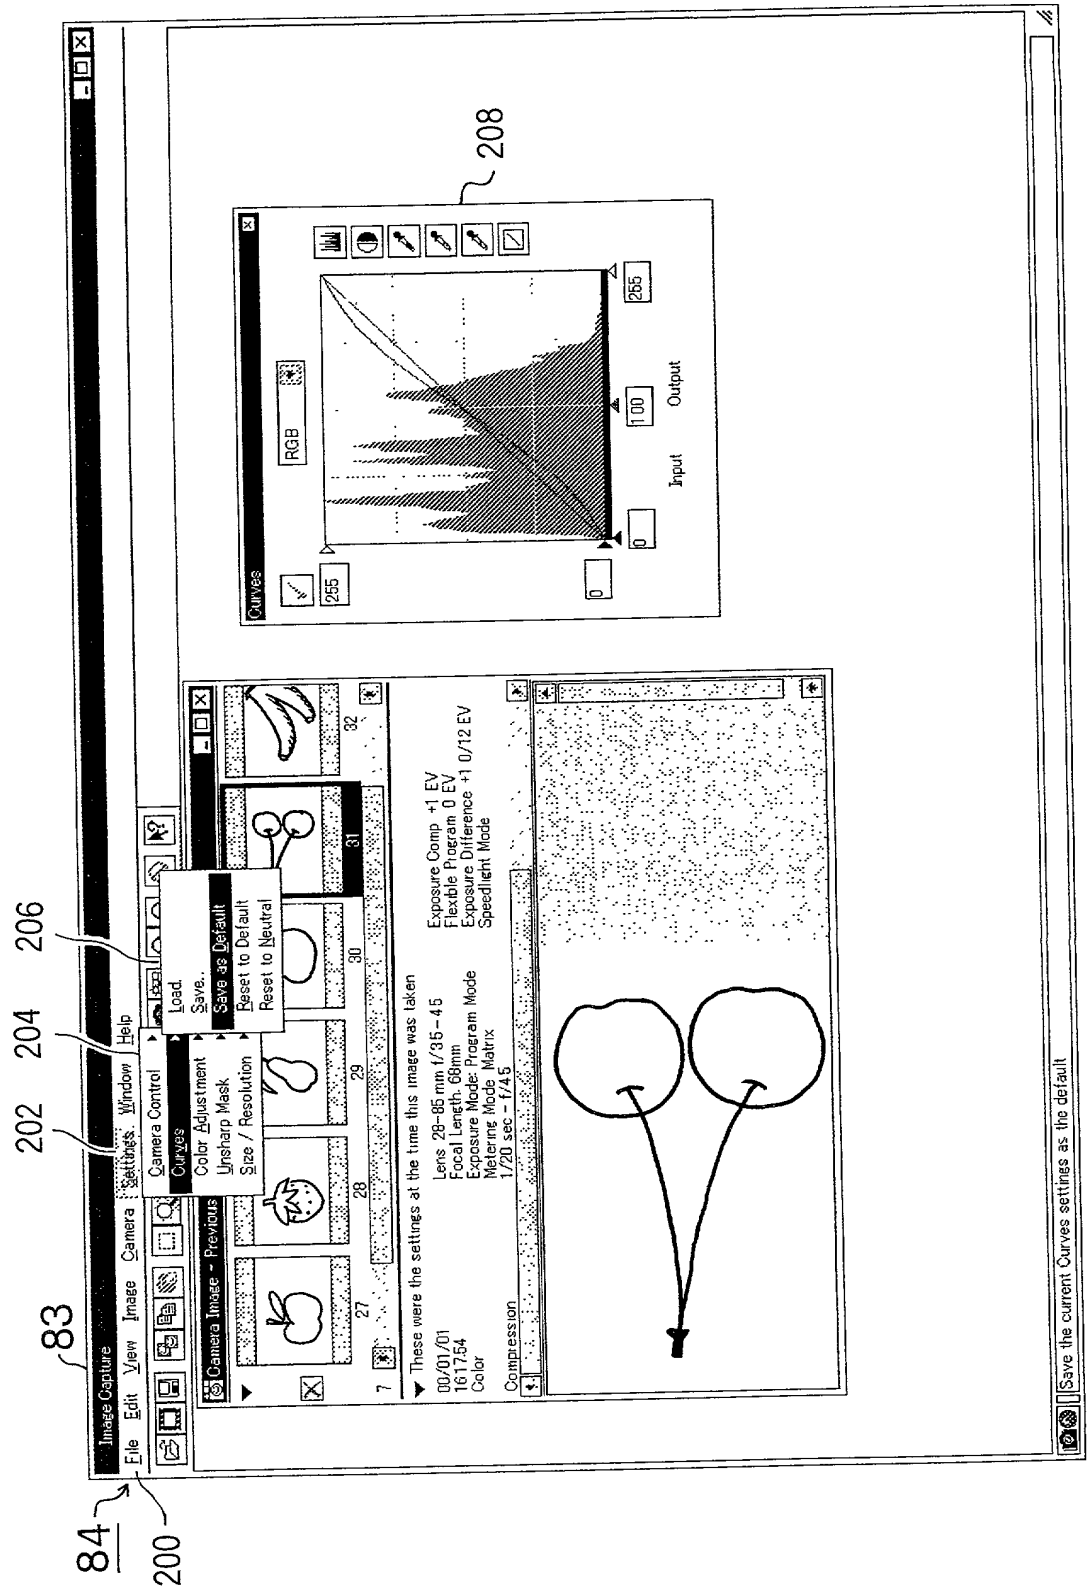 84
83
200
202
204
206
208
Image Capture
File Edit View Image Camera Settings Window Help
Camera Control
Curves
Color Adjustment
Unsharp Mask
Size / Resolution
Load.
Save..
Save as Default
Reset to Default
Reset to Neutral
Camera Image - Previous
27
28
29
30
31
32
7
These were the settings at the time this image was taken
00/01/01
1617.54
Color
Compression
Lens 28-85 mm f/35-45
Focal Length. 68mm
Exposure Mode: Program Mode
Metering Mode Matrix
1/20 sec - f/45
Exposure Comp +1 EV
Flexible Program 0 EV
Exposure Difference +1 0/12 EV
Speedlight Mode
Curves
RGB
255
0
0
100
255
Input Output
Save the current Curves settings as the default